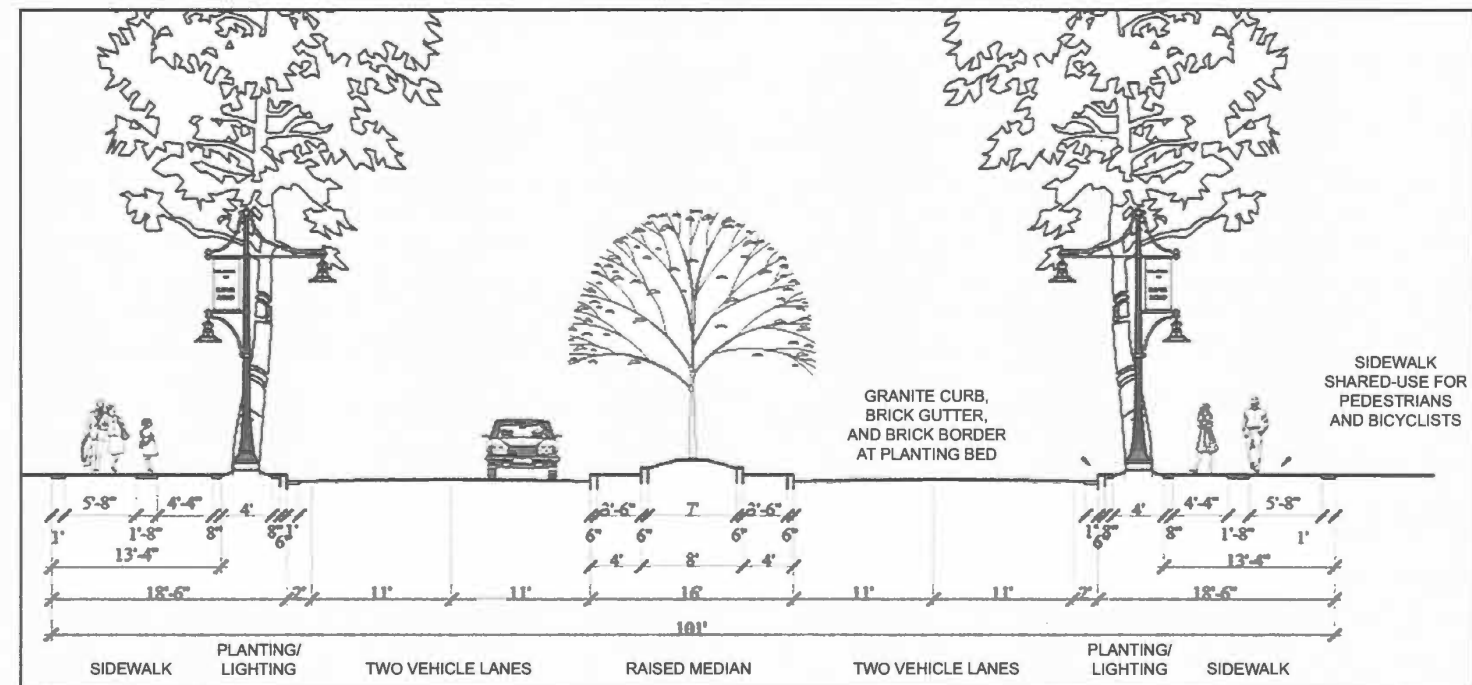 GRANITE CURB,
BRICK GUTTER,
AND BRICK BORDER
AT PLANTING BED
SIDEWALK
SHARED-USE FOR
PEDESTRIANS
AND BICYCLISTS
5'-8" 4'-4" 4' 2'-6" 7' 2'-6" 4' 4'-4" 5'-8"
1' 1'-8" 8" 8" 6" 1' 6" 6" 6" 6" 1' 6" 8" 8" 1'-8" 1'
13'-4" 4' 8' 4' 13'-4"
18'-6" 2' 11' 11' 16' 11' 11' 2' 18'-6"
101'
SIDEWALK
PLANTING/
LIGHTING
TWO VEHICLE LANES
RAISED MEDIAN
TWO VEHICLE LANES
PLANTING/
LIGHTING
SIDEWALK